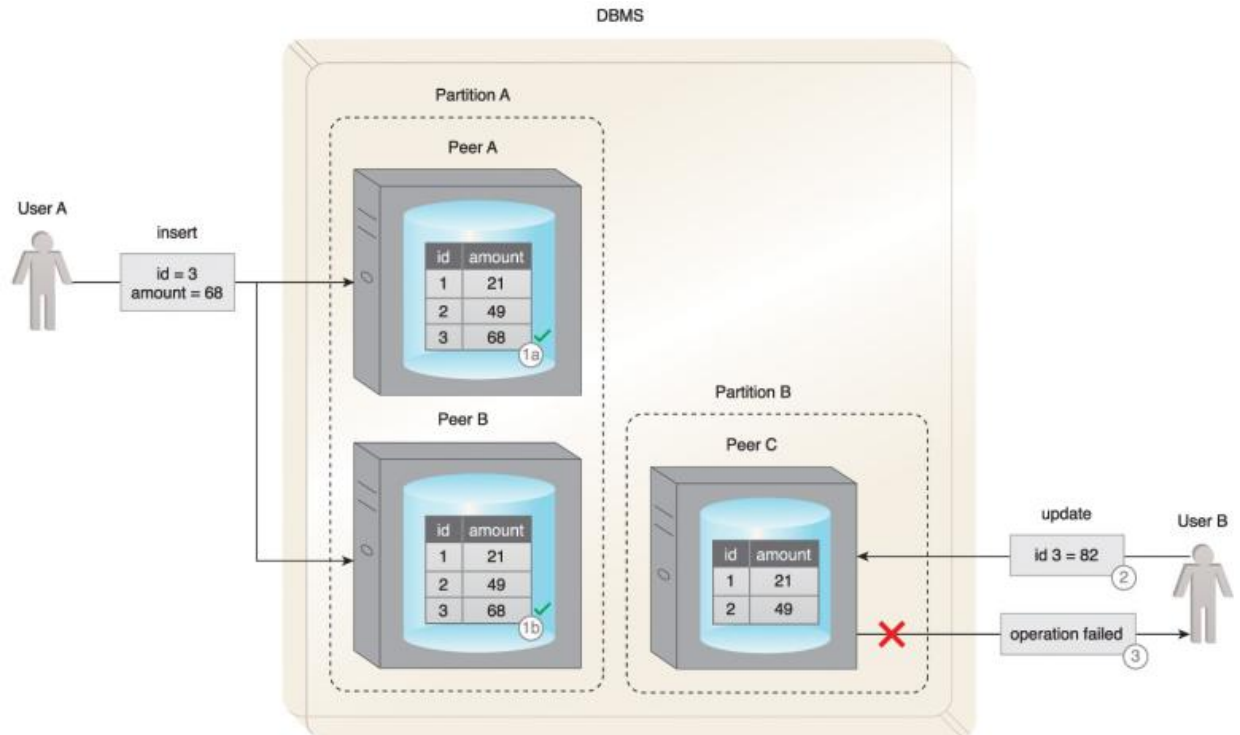 DBMS
Partition A
Peer A
User A
insert
id = 3
amount = 68
id amount
1 21
2 49
3 68
1a
Peer B
id amount
1 21
2 49
3 68
1b
Partition B
Peer C
id amount
1 21
2 49
update
User B
id 3 = 82
2
operation failed
3